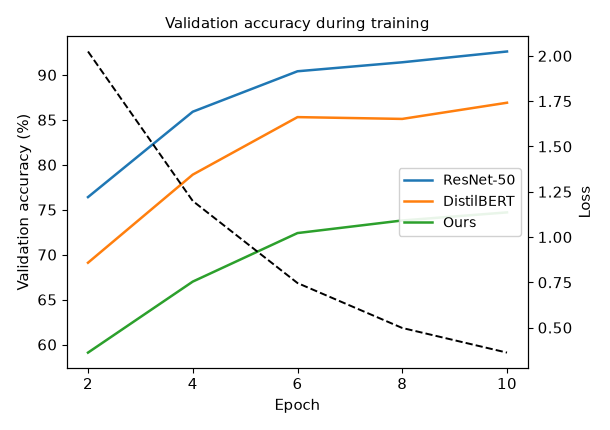 Validation accuracy during training
Validation accuracy (%)
90
85
80
75
70
65
60
2.00
1.75
1.50
1.25
1.00
0.75
0.50
Loss
ResNet-50
DistilBERT
Ours
2 4 6 8 10
Epoch